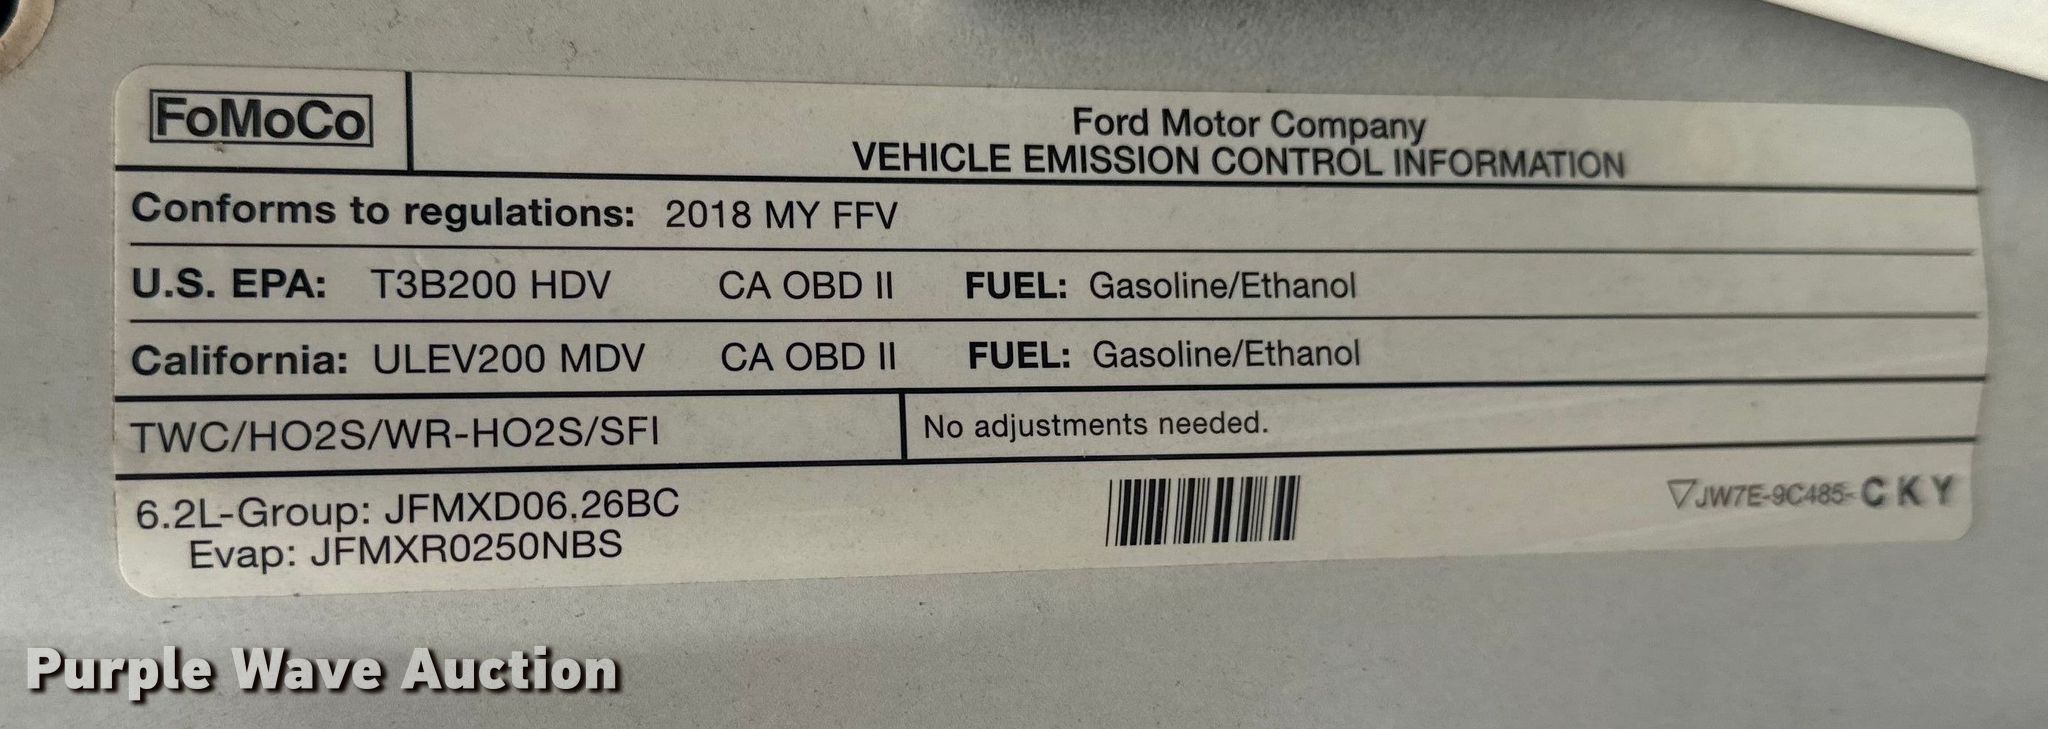 FoMoCo
Ford Motor Company
VEHICLE EMISSION CONTROL INFORMATION
Conforms to regulations: 2018 MY FFV
U.S. EPA: T3B200 HDV CA OBD II FUEL: Gasoline/Ethanol
California: ULEV200 MDV CA OBD II FUEL: Gasoline/Ethanol
TWC/HO2S/WR-HO2S/SFI No adjustments needed.
6.2L-Group: JFMXD06.26BC
Evap: JFMXR0250NBS
▽JW7E-9C485- C K Y
Purple Wave Auction